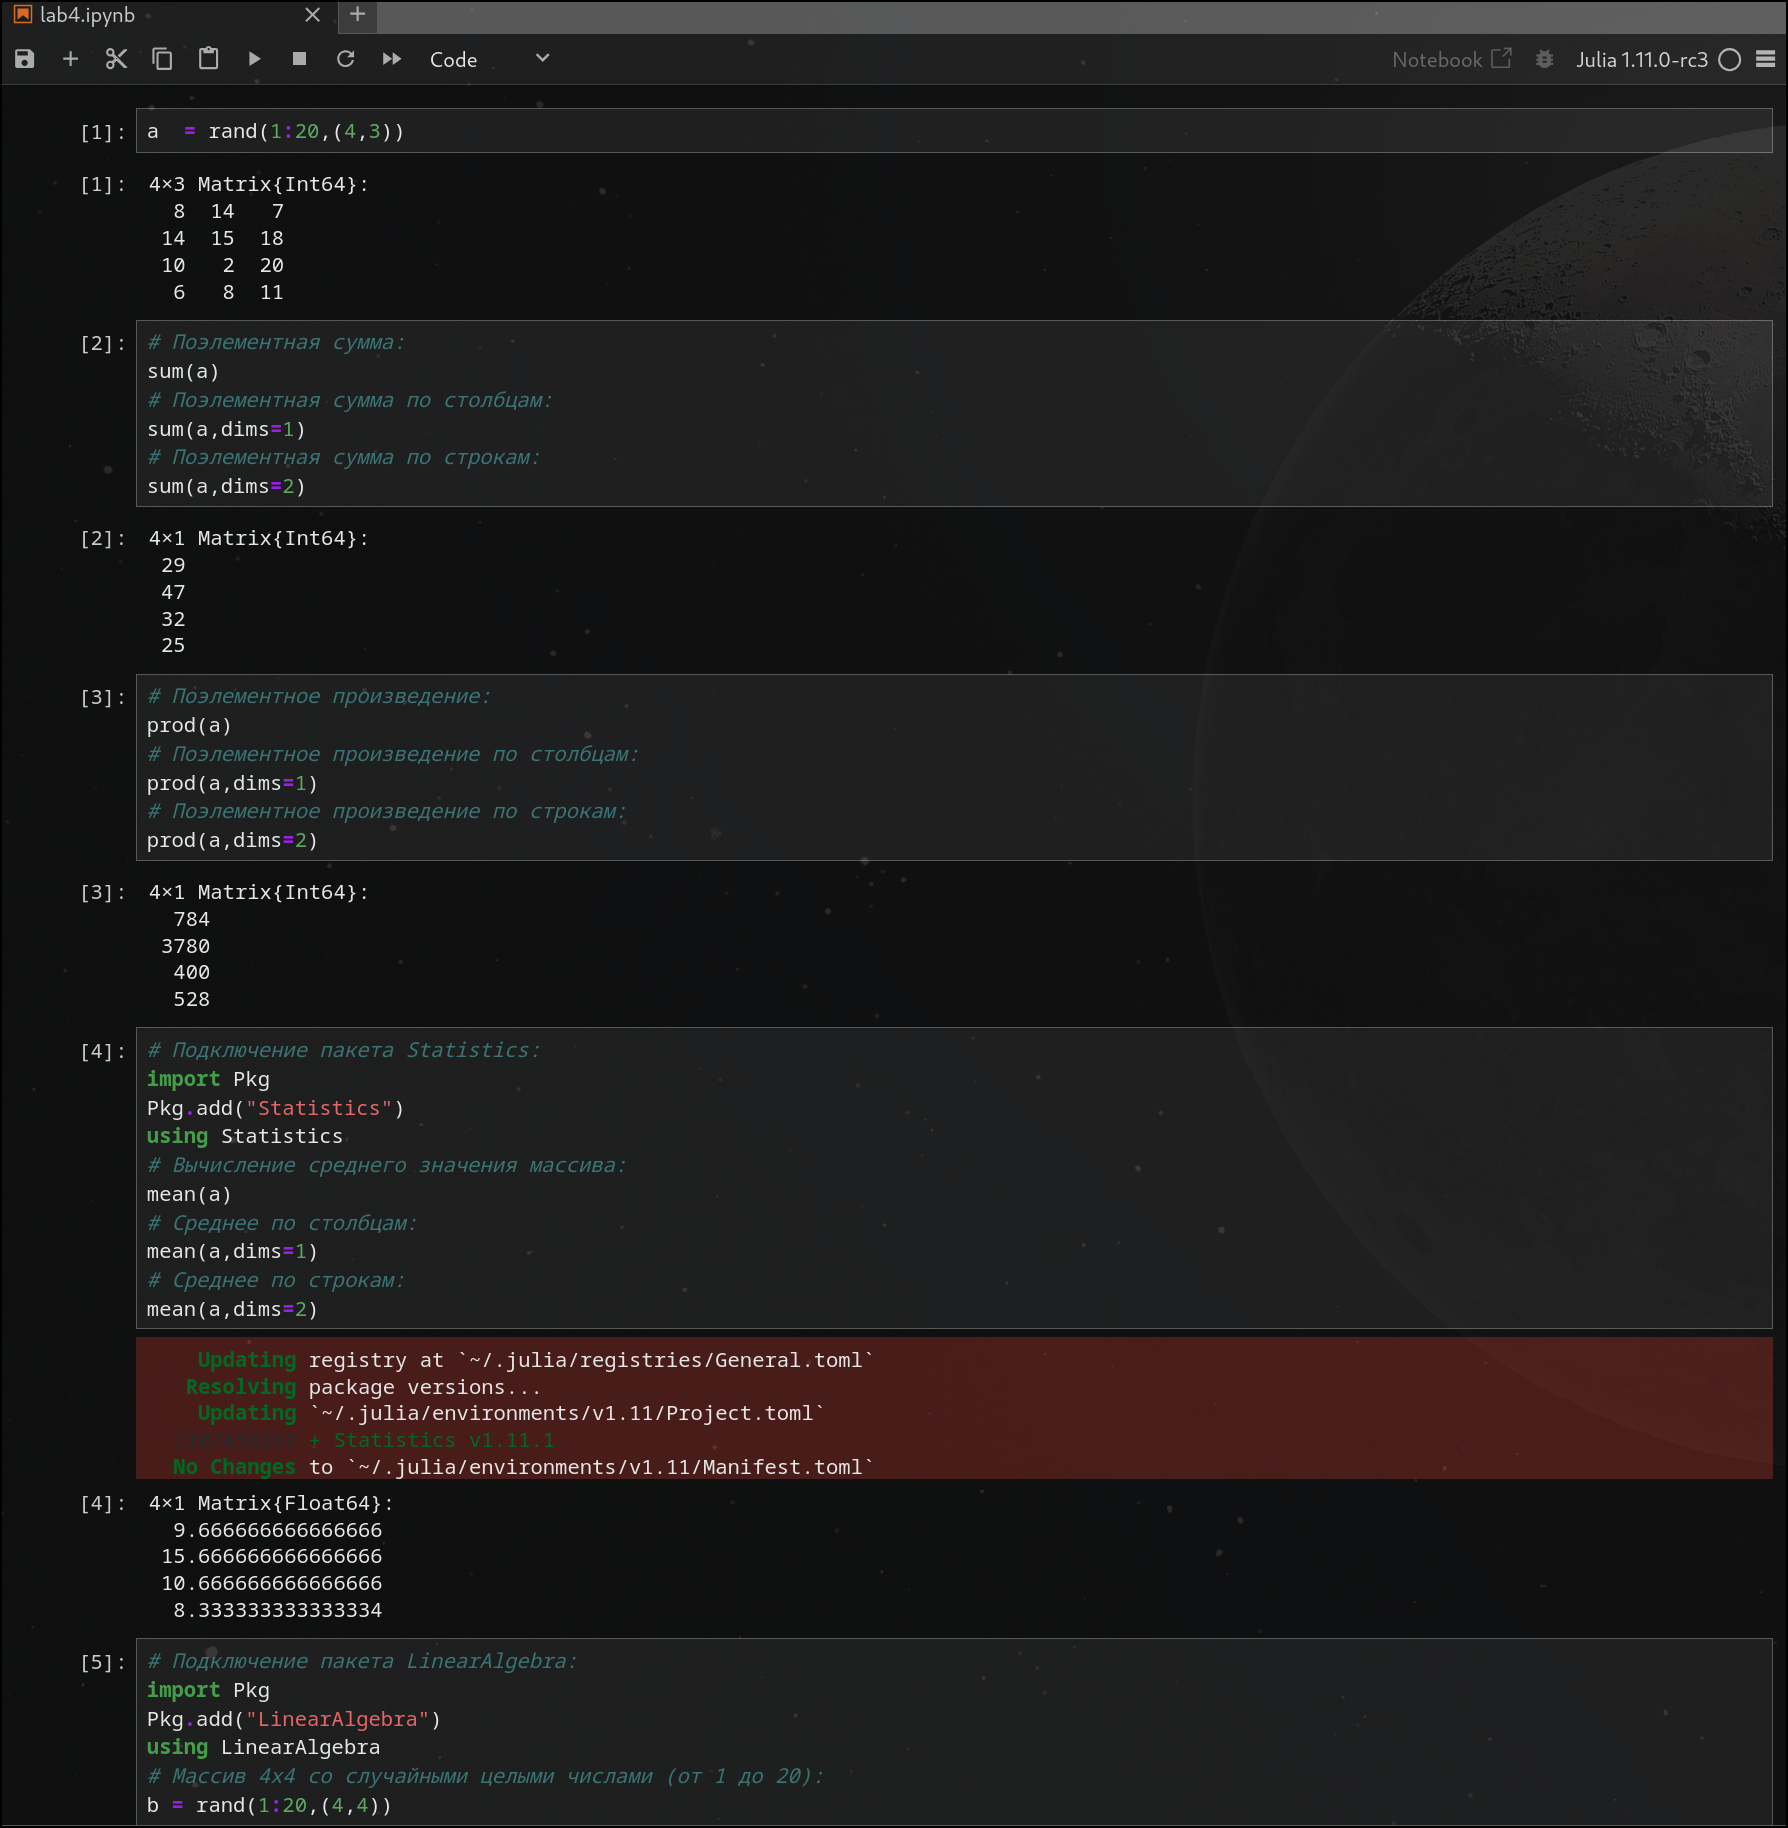 lab4.ipynb
Code
Notebook
Julia 1.11.0-rc3
[1]: a  = rand(1:20,(4,3))
[1]: 4×3 Matrix{Int64}:
  8  14   7
 14  15  18
 10   2  20
  6   8  11
[2]: # Поэлементная сумма:
sum(a)
# Поэлементная сумма по столбцам:
sum(a,dims=1)
# Поэлементная сумма по строкам:
sum(a,dims=2)
[2]: 4×1 Matrix{Int64}:
 29
 47
 32
 25
[3]: # Поэлементное произведение:
prod(a)
# Поэлементное произведение по столбцам:
prod(a,dims=1)
# Поэлементное произведение по строкам:
prod(a,dims=2)
[3]: 4×1 Matrix{Int64}:
  784
 3780
  400
  528
[4]: # Подключение пакета Statistics:
import Pkg
Pkg.add("Statistics")
using Statistics
# Вычисление среднего значения массива:
mean(a)
# Среднее по столбцам:
mean(a,dims=1)
# Среднее по строкам:
mean(a,dims=2)
    Updating registry at `~/.julia/registries/General.toml`
   Resolving package versions...
    Updating `~/.julia/environments/v1.11/Project.toml`
+ Statistics v1.11.1
  No Changes to `~/.julia/environments/v1.11/Manifest.toml`
[4]: 4×1 Matrix{Float64}:
  9.666666666666666
 15.666666666666666
 10.666666666666666
  8.333333333333334
[5]: # Подключение пакета LinearAlgebra:
import Pkg
Pkg.add("LinearAlgebra")
using LinearAlgebra
# Массив 4x4 со случайными целыми числами (от 1 до 20):
b = rand(1:20,(4,4))